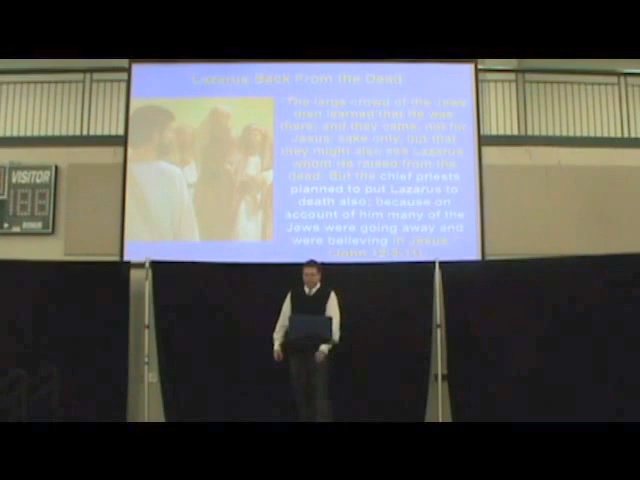 Lazarus Back From the Dead
"The large crowd of the Jews
then learned that He was
there; and they came, not for
Jesus' sake only, but that
they might also see Lazarus,
whom He raised from the
dead. But the chief priests
planned to put Lazarus to
death also; because on
account of him many of the
Jews were going away and
were believing in Jesus."
VISITOR